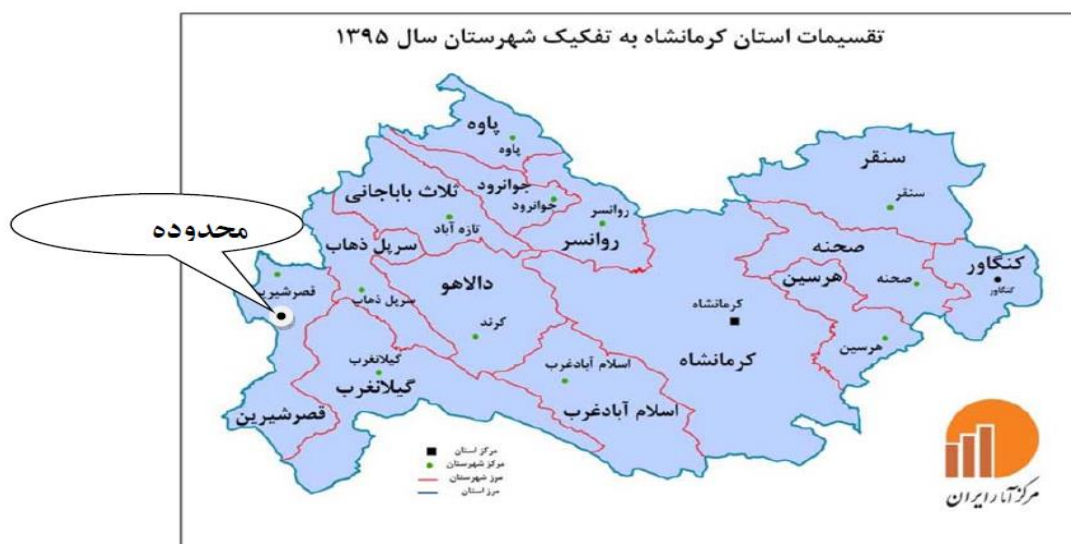 تقسیمات استان کرمانشاه به تفکیک شهرستان سال ۱۳۹۵
پاوه
پاوه
سنقر
سنقر
جوانرود
جوانرود
ثلاث باباجانی
تازه آباد
روانسر
روانسر
محدوده
سرپل ذهاب
سرپل ذهاب
صحنه
صحنه
کنگاور
کنگاور
هرسین
هرسین
دالاهو
کرند
قصرشیرین
کرمانشاه
کرمانشاه
گیلانغرب
گیلانغرب
اسلام آبادغرب
اسلام آبادغرب
قصرشیرین
مرکز استان
مرکز شهرستان
مرز شهرستان
مرز استان
مرکز آمار ایران